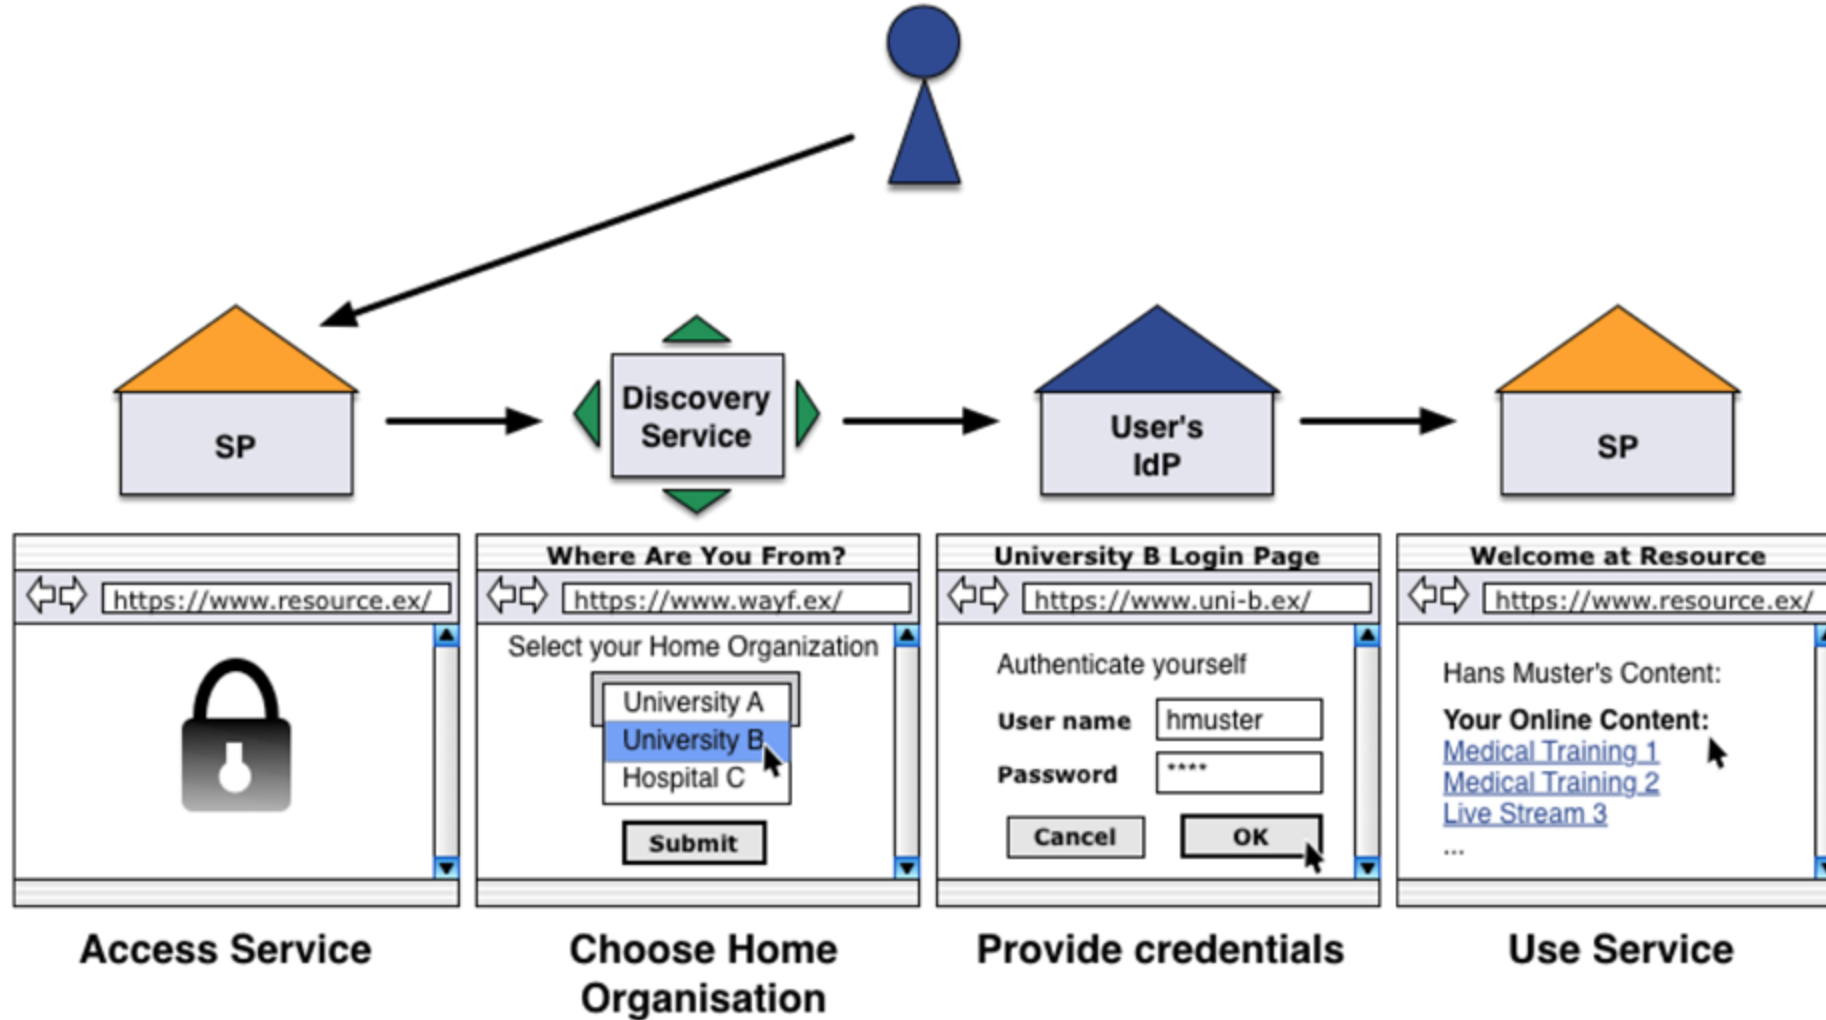 SP
Discovery
Service
User's
IdP
SP
https://www.resource.ex/
Where Are You From?
https://www.wayf.ex/
Select your Home Organization
University A
University B
Hospital C
Submit
University B Login Page
https://www.uni-b.ex/
Authenticate yourself
User name hmuster
Password ****
Cancel OK
Welcome at Resource
https://www.resource.ex/
Hans Muster's Content:
Your Online Content:
Medical Training 1
Medical Training 2
Live Stream 3
...
Access Service
Choose Home
Organisation
Provide credentials
Use Service